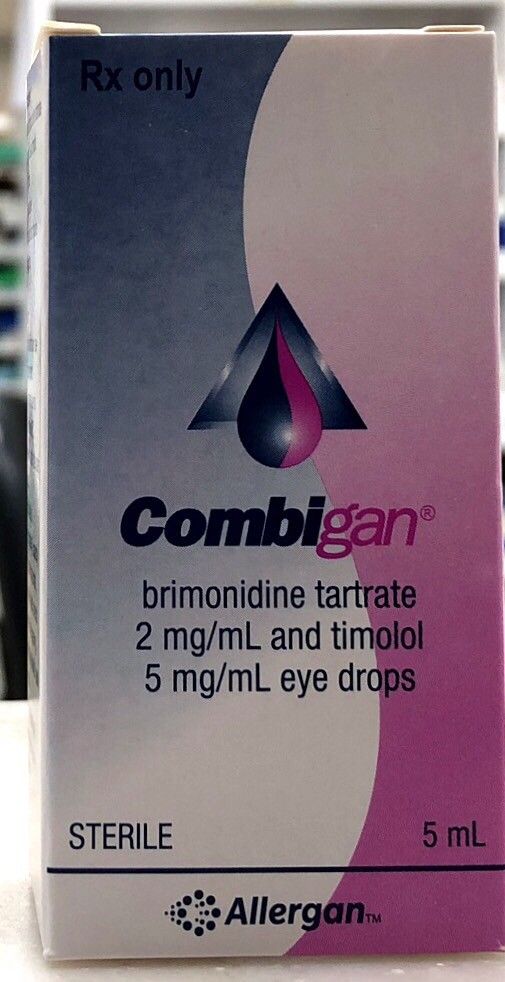 Rx only
Combigan®
brimonidine tartrate
2 mg/mL and timolol
5 mg/mL eye drops
STERILE
5 mL
Allergan™